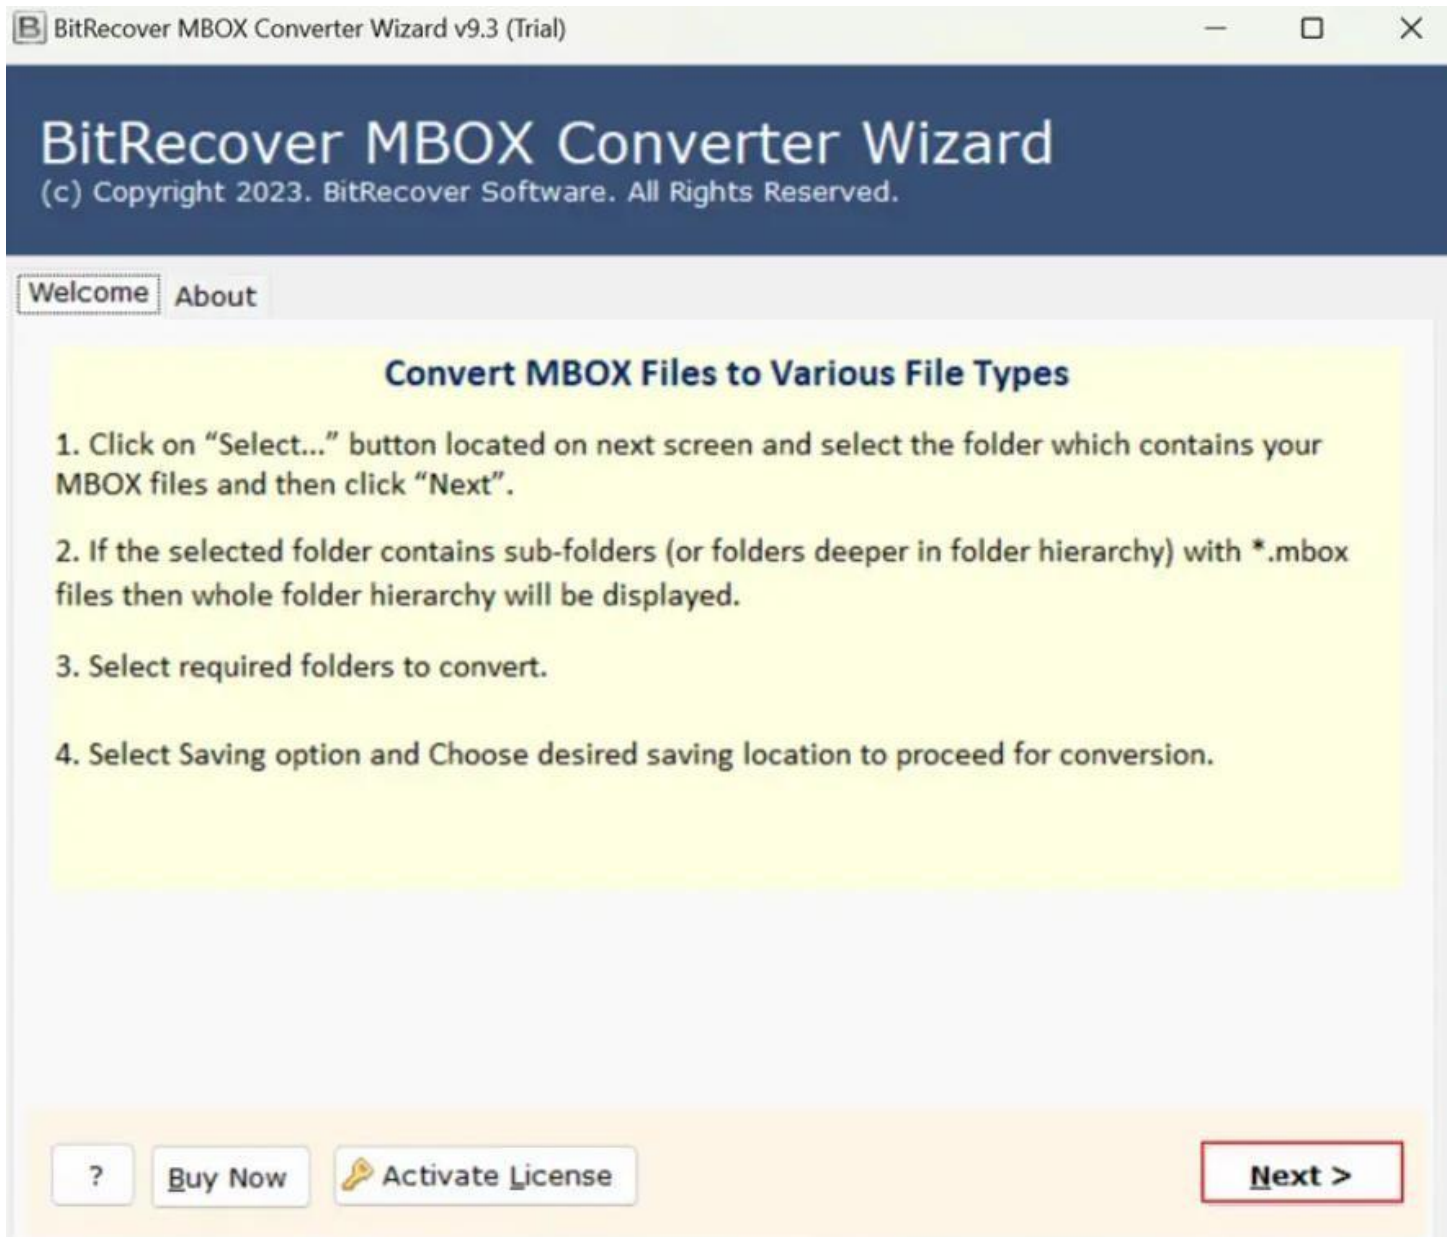 BitRecover MBOX Converter Wizard v9.3 (Trial)
BitRecover MBOX Converter Wizard
(c) Copyright 2023. BitRecover Software. All Rights Reserved.
Welcome About
Convert MBOX Files to Various File Types
1. Click on “Select...” button located on next screen and select the folder which contains your
MBOX files and then click “Next”.
2. If the selected folder contains sub-folders (or folders deeper in folder hierarchy) with *.mbox
files then whole folder hierarchy will be displayed.
3. Select required folders to convert.
4. Select Saving option and Choose desired saving location to proceed for conversion.
? Buy Now Activate License Next >